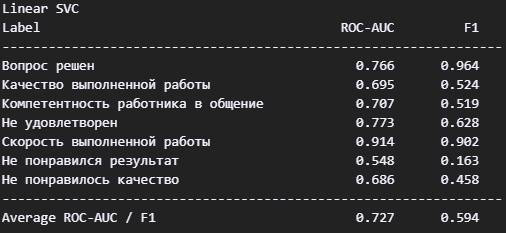 Linear SVC
Label ROC-AUC F1
--------------------------------------------------------------
Вопрос решен 0.766 0.964
Качество выполненной работы 0.695 0.524
Компетентность работника в общение 0.707 0.519
Не удовлетворен 0.773 0.628
Скорость выполненной работы 0.914 0.902
Не понравился результат 0.548 0.163
Не понравилось качество 0.686 0.458
--------------------------------------------------------------
Average ROC-AUC / F1 0.727 0.594